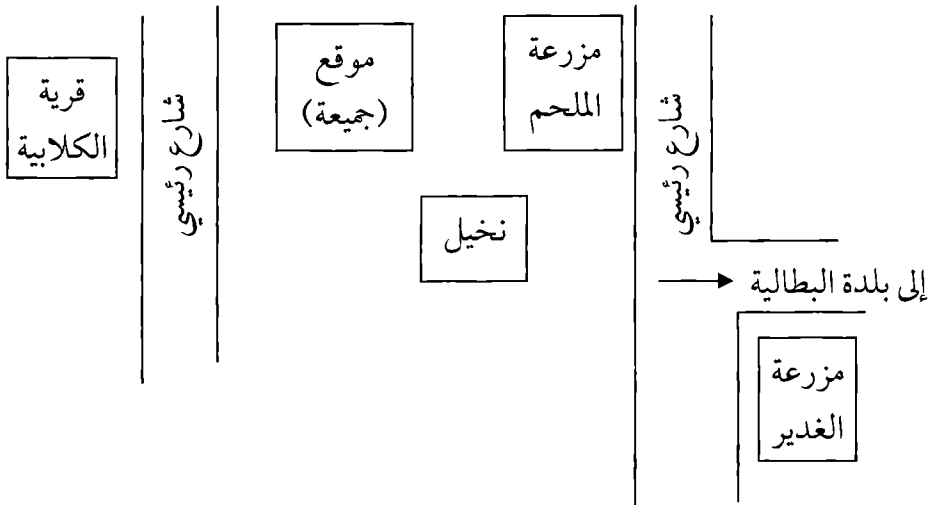 مزرعة
الملحم
موقع
(جميعة)
قرية
الكلابية
شارع رئيسي
شارع رئيسي
نخيل
إلى بلدة البطالية
مزرعة
الغدير